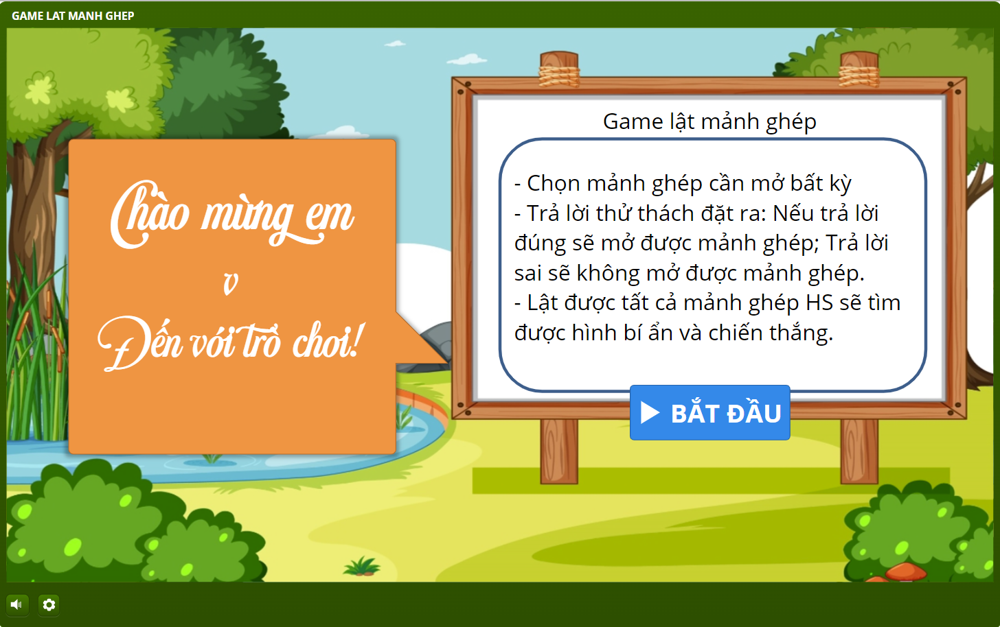 GAME LAT MANH GHEP
Chào mừng em
v
Đến với trò chơi!
Game lật mảnh ghép
- Chọn mảnh ghép cần mở bất kỳ
- Trả lời thử thách đặt ra: Nếu trả lời
đúng sẽ mở được mảnh ghép; Trả lời
sai sẽ không mở được mảnh ghép.
- Lật được tất cả mảnh ghép HS sẽ tìm
được hình bí ẩn và chiến thắng.
BẮT ĐẦU